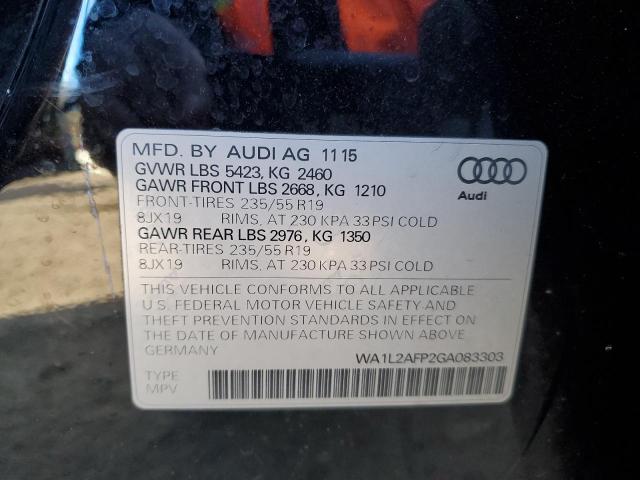 MFD. BY AUDI AG 11 15
GVWR LBS 5423, KG 2460
GAWR FRONT LBS 2668, KG 1210
FRONT-TIRES 235/55 R19
8JX19 RIMS, AT 230 KPA 33 PSI COLD
GAWR REAR LBS 2976, KG 1350
REAR-TIRES 235/55 R19
8JX19 RIMS, AT 230 KPA 33 PSI COLD
Audi
THIS VEHICLE CONFORMS TO ALL APPLICABLE
U.S. FEDERAL MOTOR VEHICLE SAFETY AND
THEFT PREVENTION STANDARDS IN EFFECT ON
THE DATE OF MANUFACTURE SHOWN ABOVE.
GERMANY
WA1L2AFP2GA083303
TYPE
MPV